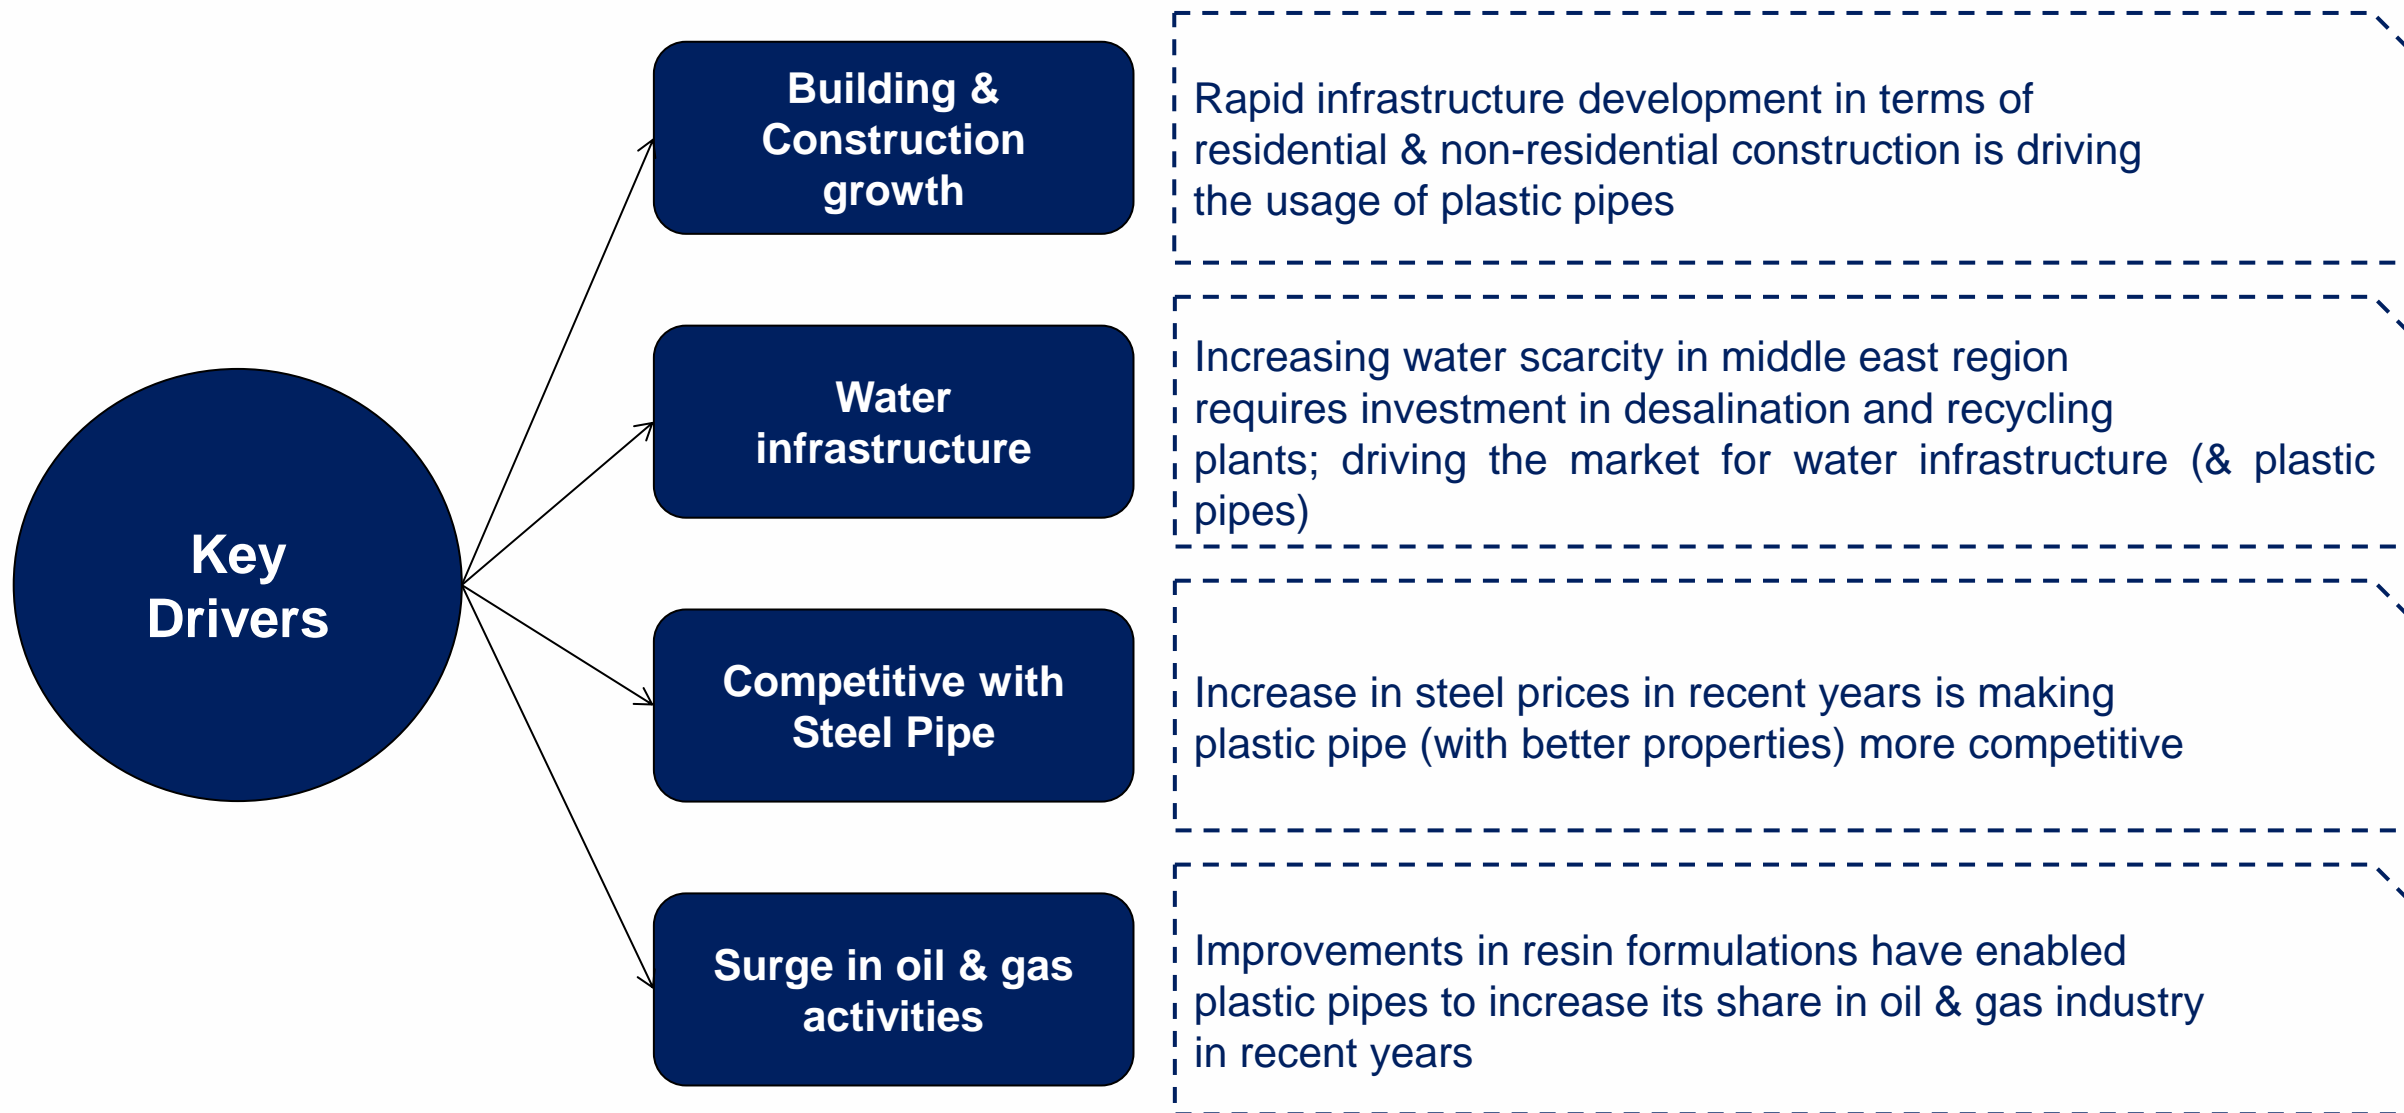 Key
Drivers
Building &
Construction
growth
Rapid infrastructure development in terms of
residential & non-residential construction is driving
the usage of plastic pipes
Water
infrastructure
Increasing water scarcity in middle east region
requires investment in desalination and recycling
plants; driving the market for water infrastructure (& plastic
pipes)
Competitive with
Steel Pipe
Increase in steel prices in recent years is making
plastic pipe (with better properties) more competitive
Surge in oil & gas
activities
Improvements in resin formulations have enabled
plastic pipes to increase its share in oil & gas industry
in recent years